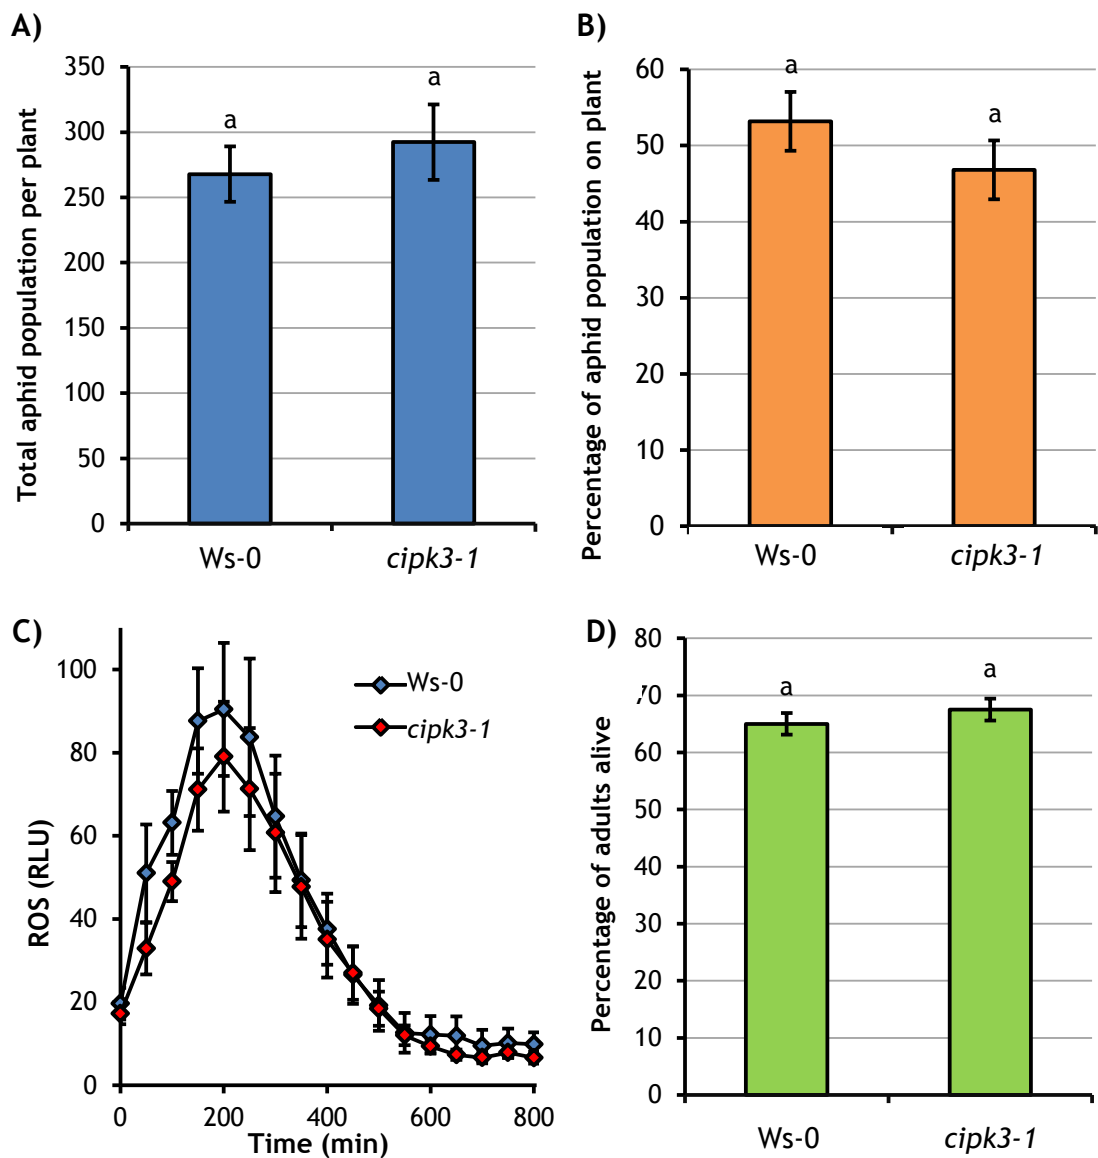 A)
Total aphid population per plant
350
300
250
200
150
100
50
0
a
a
Ws-0
cipk3-1
B)
Percentage of aphid population on plant
60
50
40
30
20
10
0
a
a
Ws-0
cipk3-1
C)
ROS (RLU)
100
80
60
40
20
0
Ws-0
cipk3-1
0 200 400 600 800
Time (min)
D)
Percentage of adults alive
80
70
60
50
40
30
20
10
0
a
a
Ws-0
cipk3-1